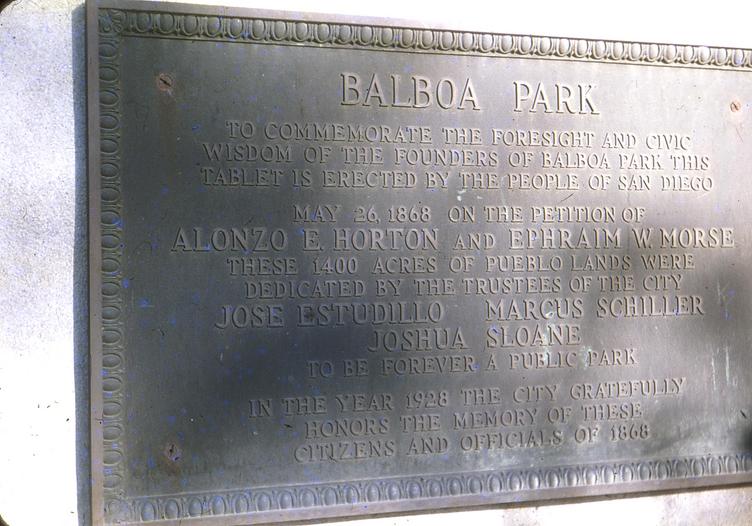 BALBOA PARK
TO COMMEMORATE THE FORESIGHT AND CIVIC
WISDOM OF THE FOUNDERS OF BALBOA PARK THIS
TABLET IS ERECTED BY THE PEOPLE OF SAN DIEGO
MAY 26, 1868 ON THE PETITION OF
ALONZO E. HORTON AND EPHRAIM W. MORSE
THESE 1400 ACRES OF PUEBLO LANDS WERE
DEDICATED BY THE TRUSTEES OF THE CITY
JOSE ESTUDILLO MARCUS SCHILLER
JOSHUA SLOANE
TO BE FOREVER A PUBLIC PARK
IN THE YEAR 1928 THE CITY GRATEFULLY
HONORS THE MEMORY OF THESE
CITIZENS AND OFFICIALS OF 1868